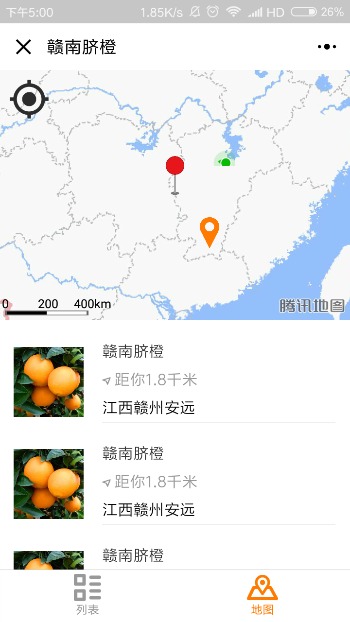 下午5:00 1.85K/s HD 26%
赣南脐橙
0 200 400km
腾讯地图
赣南脐橙
距你1.8千米
江西赣州安远
赣南脐橙
距你1.8千米
江西赣州安远
赣南脐橙
列表 地图